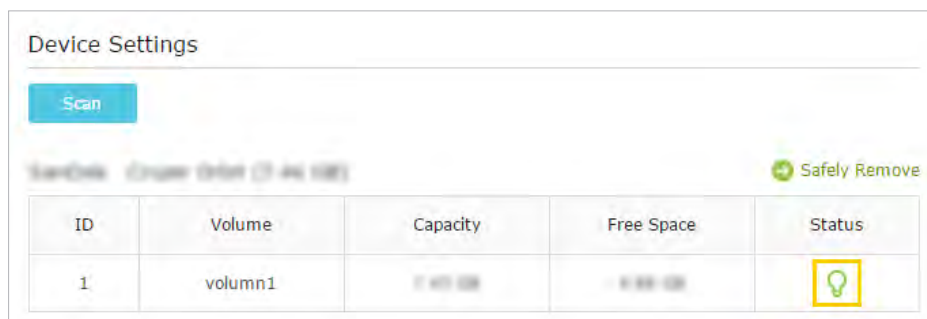 Device Settings
Scan
Safely Remove
ID Volume Capacity Free Space Status
1 volumn1